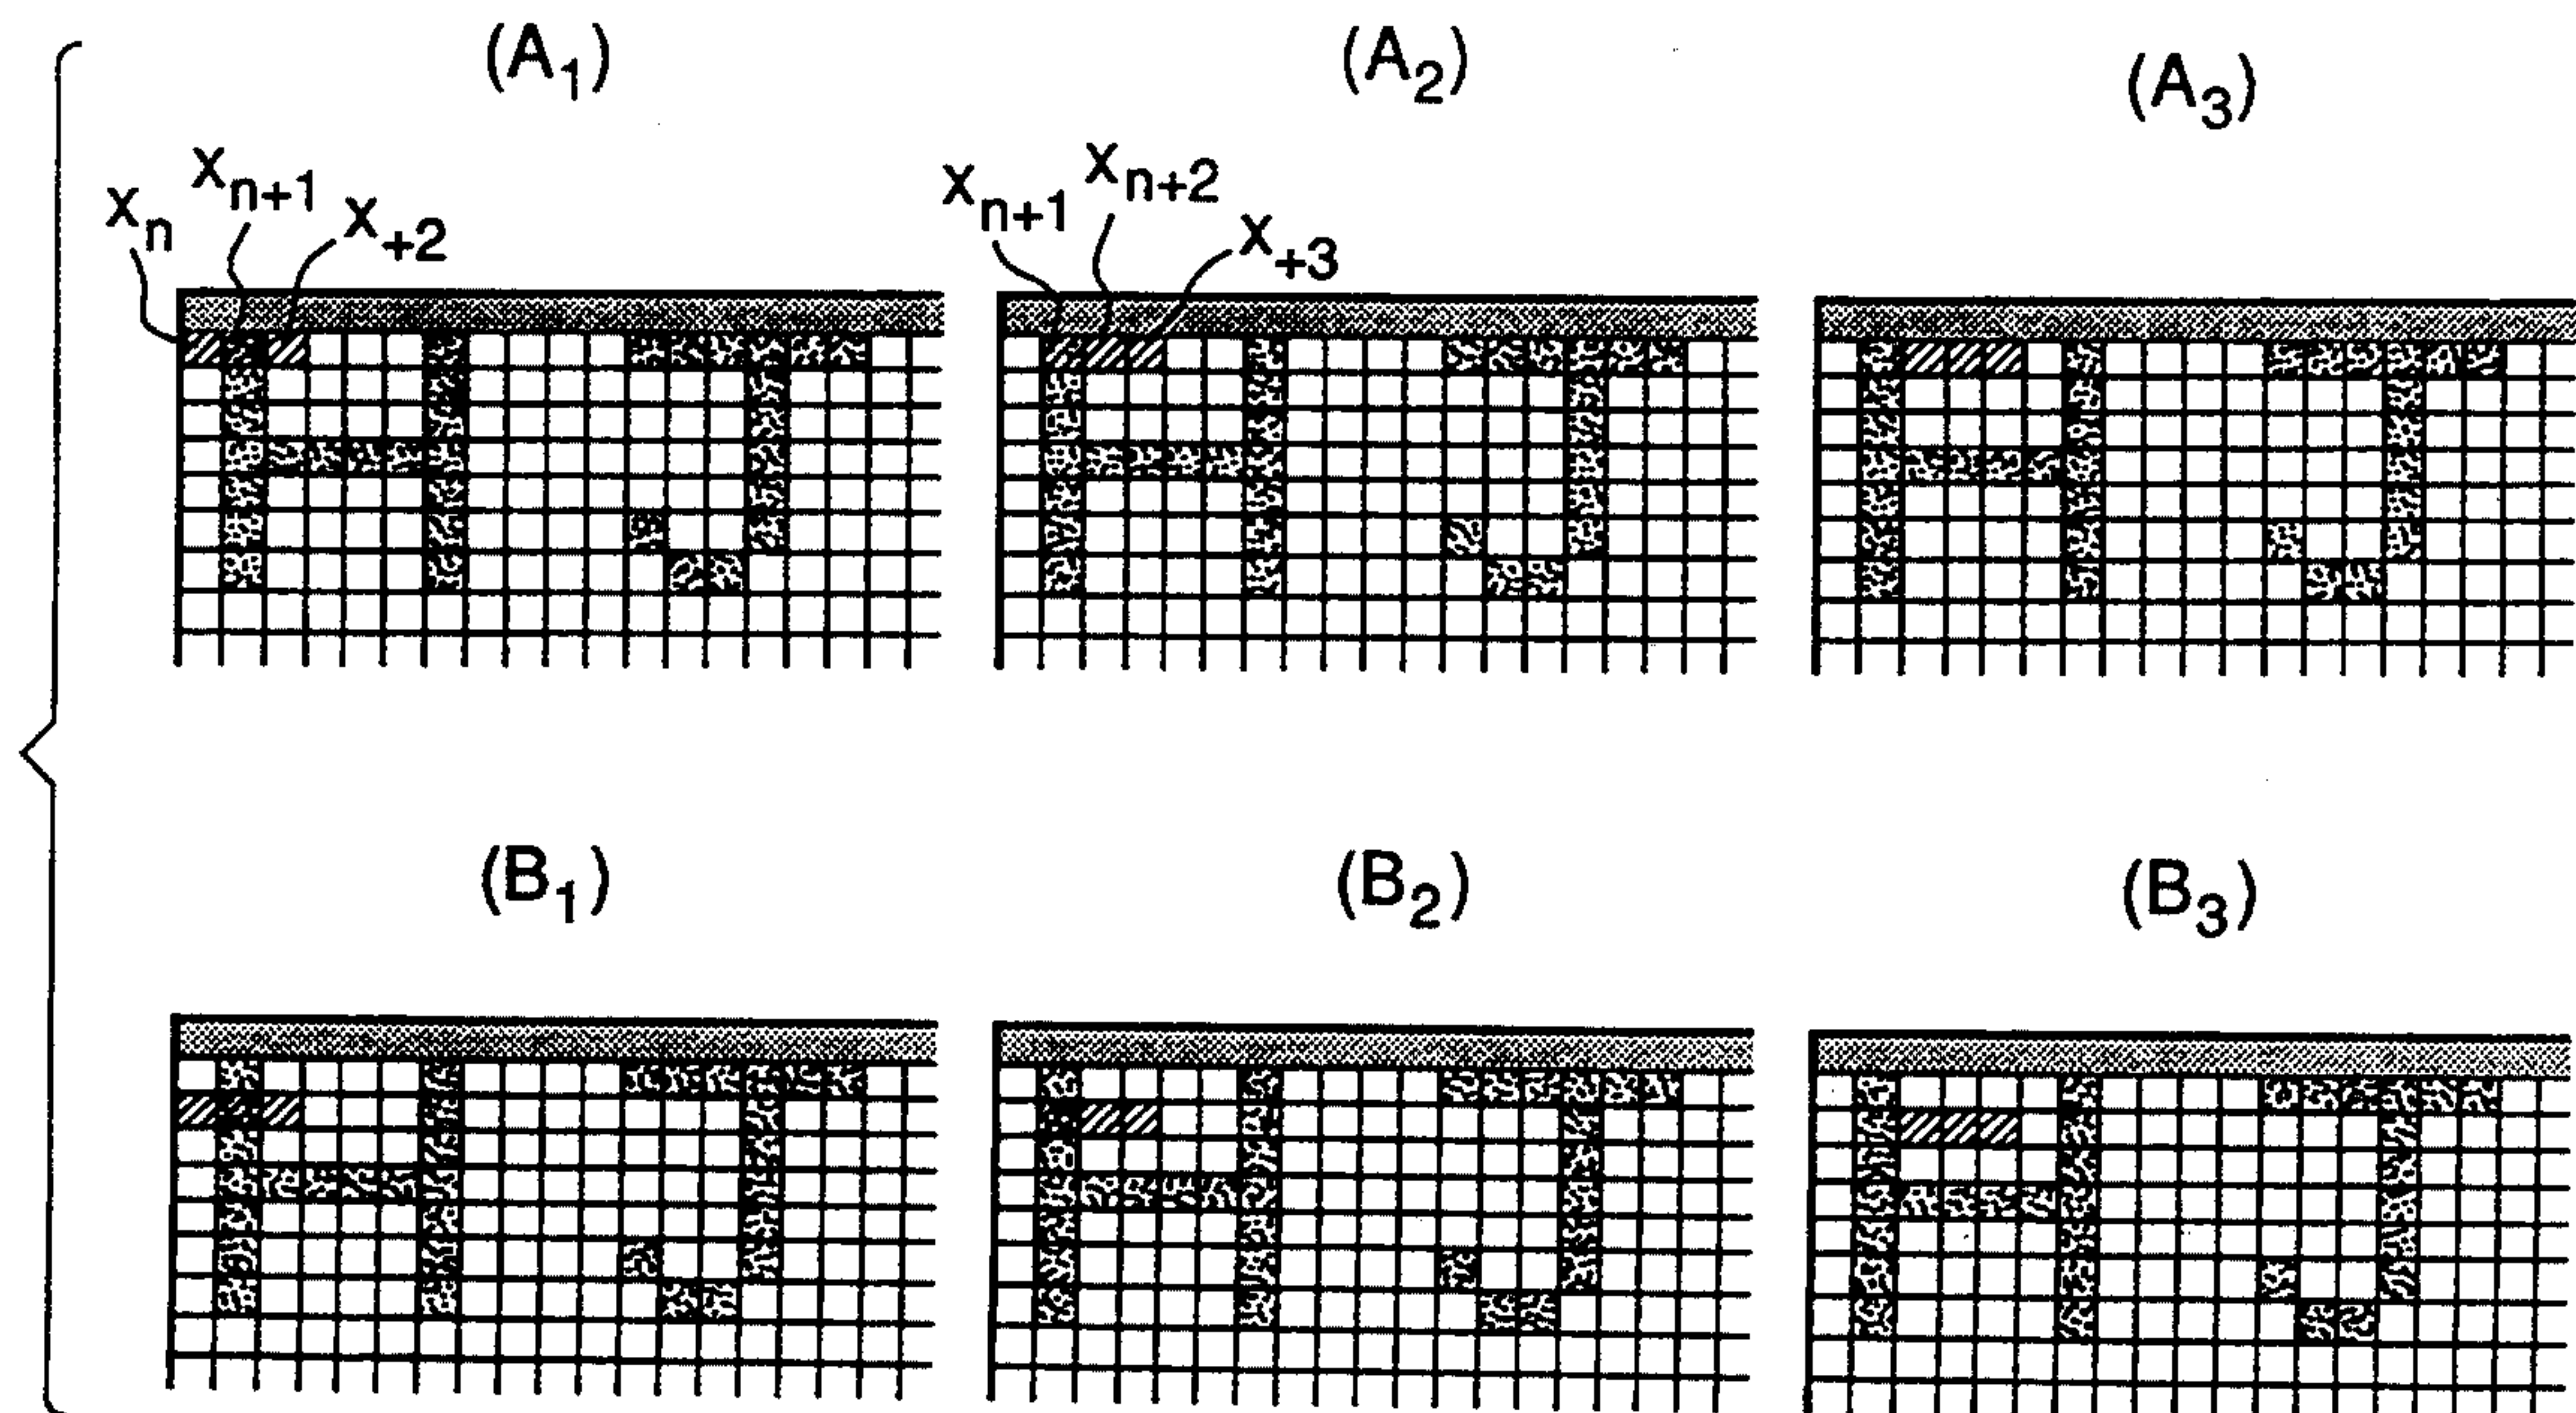 (A₁)
(A₂)
(A₃)
xₙ
xₙ₊₁
x₊₂
xₙ₊₁
xₙ₊₂
x₊₃
(B₁)
(B₂)
(B₃)